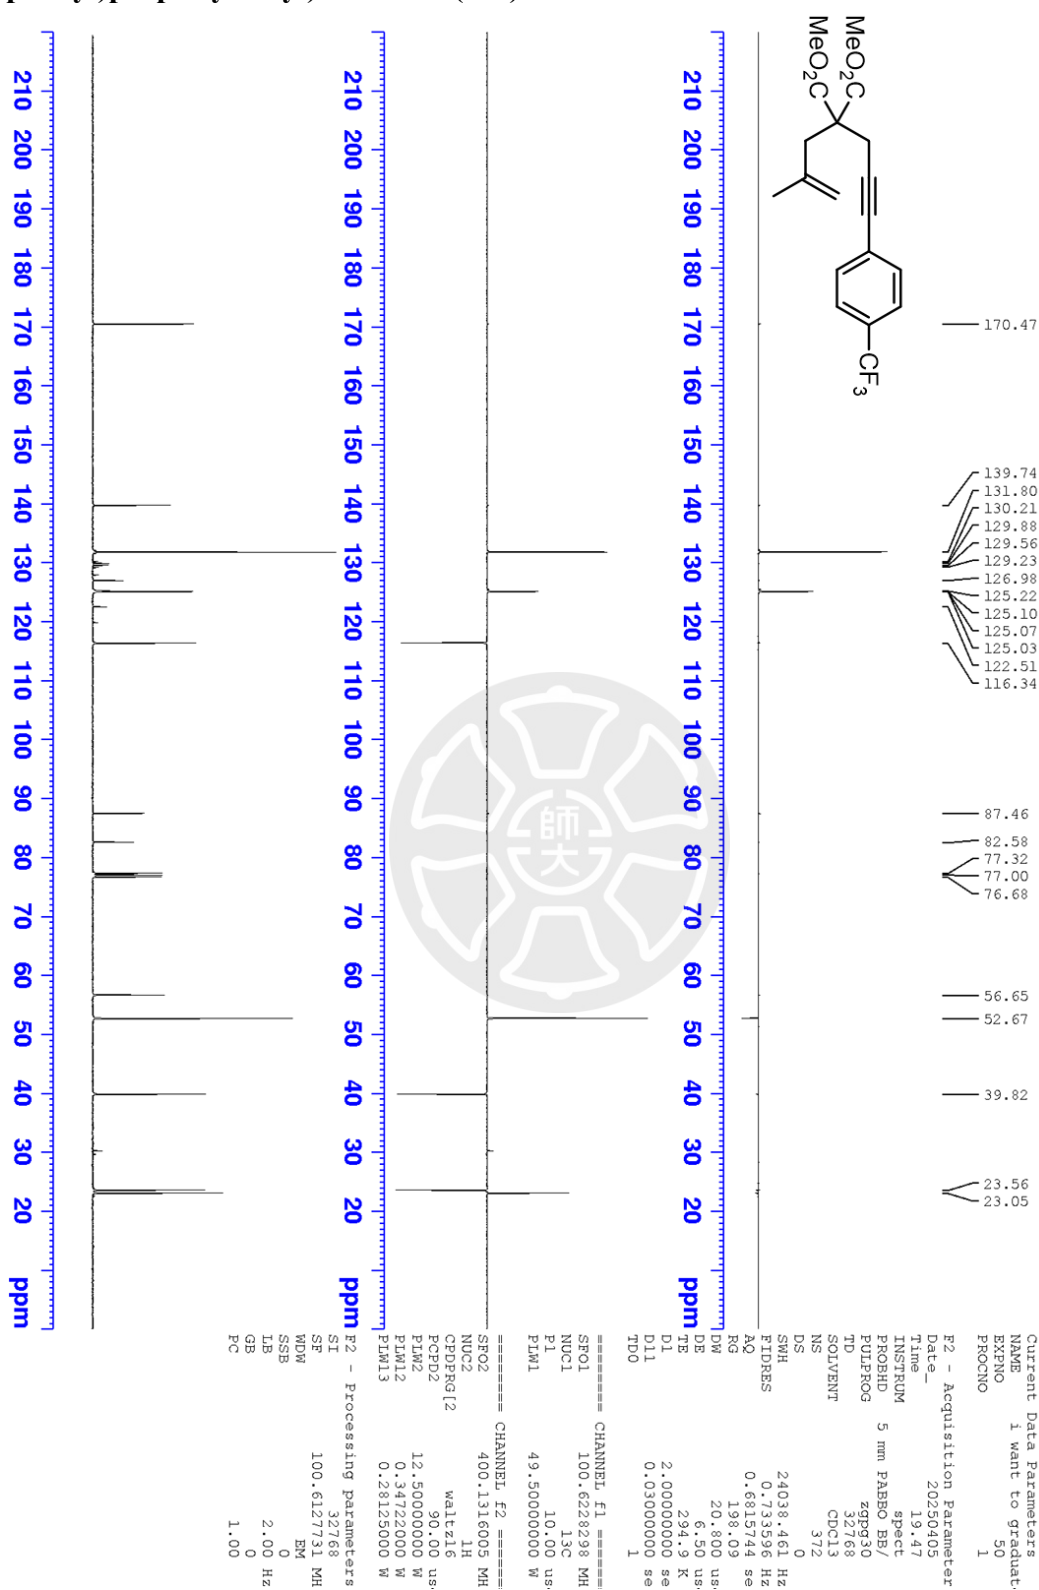 MeO2C
MeO2C
CF3
170.47
139.74
131.80
130.21
129.88
129.56
129.23
126.98
125.22
125.10
125.07
125.03
122.51
116.34
87.46
82.58
77.32
77.00
76.68
56.65
52.67
39.82
23.56
23.05
210 200 190 180 170 160 150 140 130 120 110 100 90 80 70 60 50 40 30 20 ppm
210 200 190 180 170 160 150 140 130 120 110 100 90 80 70 60 50 40 30 20 ppm
210 200 190 180 170 160 150 140 130 120 110 100 90 80 70 60 50 40 30 20 ppm
師大
Current Data Parameters
NAME i want to graduat
EXPNO 50
PROCNO 1
F2 - Acquisition Parameter
Date_ 20250405
Time 19.47
INSTRUM spect
PROBHD 5 mm PABBO BB/
PULPROG zgpg30
TD 32768
SOLVENT CDCl3
NS 372
DS 0
SWH 24038.461 Hz
FIDRES 0.733596 Hz
AQ 0.6815744 se
RG 198.09
DW 20.800 us
DE 6.50 us
TE 294.9 K
D1 2.00000000 se
D11 0.03000000 se
TD0 1
======== CHANNEL f1 =======
SFO1 100.6228298 MH
NUC1 13C
P1 10.00 us
PLW1 49.50000000 W
======== CHANNEL f2 =======
SFO2 400.1316005 MH
NUC2 1H
CPDPRG[2 waltz16
PCPD2 90.00 us
PLW2 12.50000000 W
PLW12 0.34722000 W
PLW13 0.28125000 W
F2 - Processing parameters
SI 32768
SF 100.6127731 MH
WDW EM
SSB 0
LB 2.00 Hz
GB 0
PC 1.00